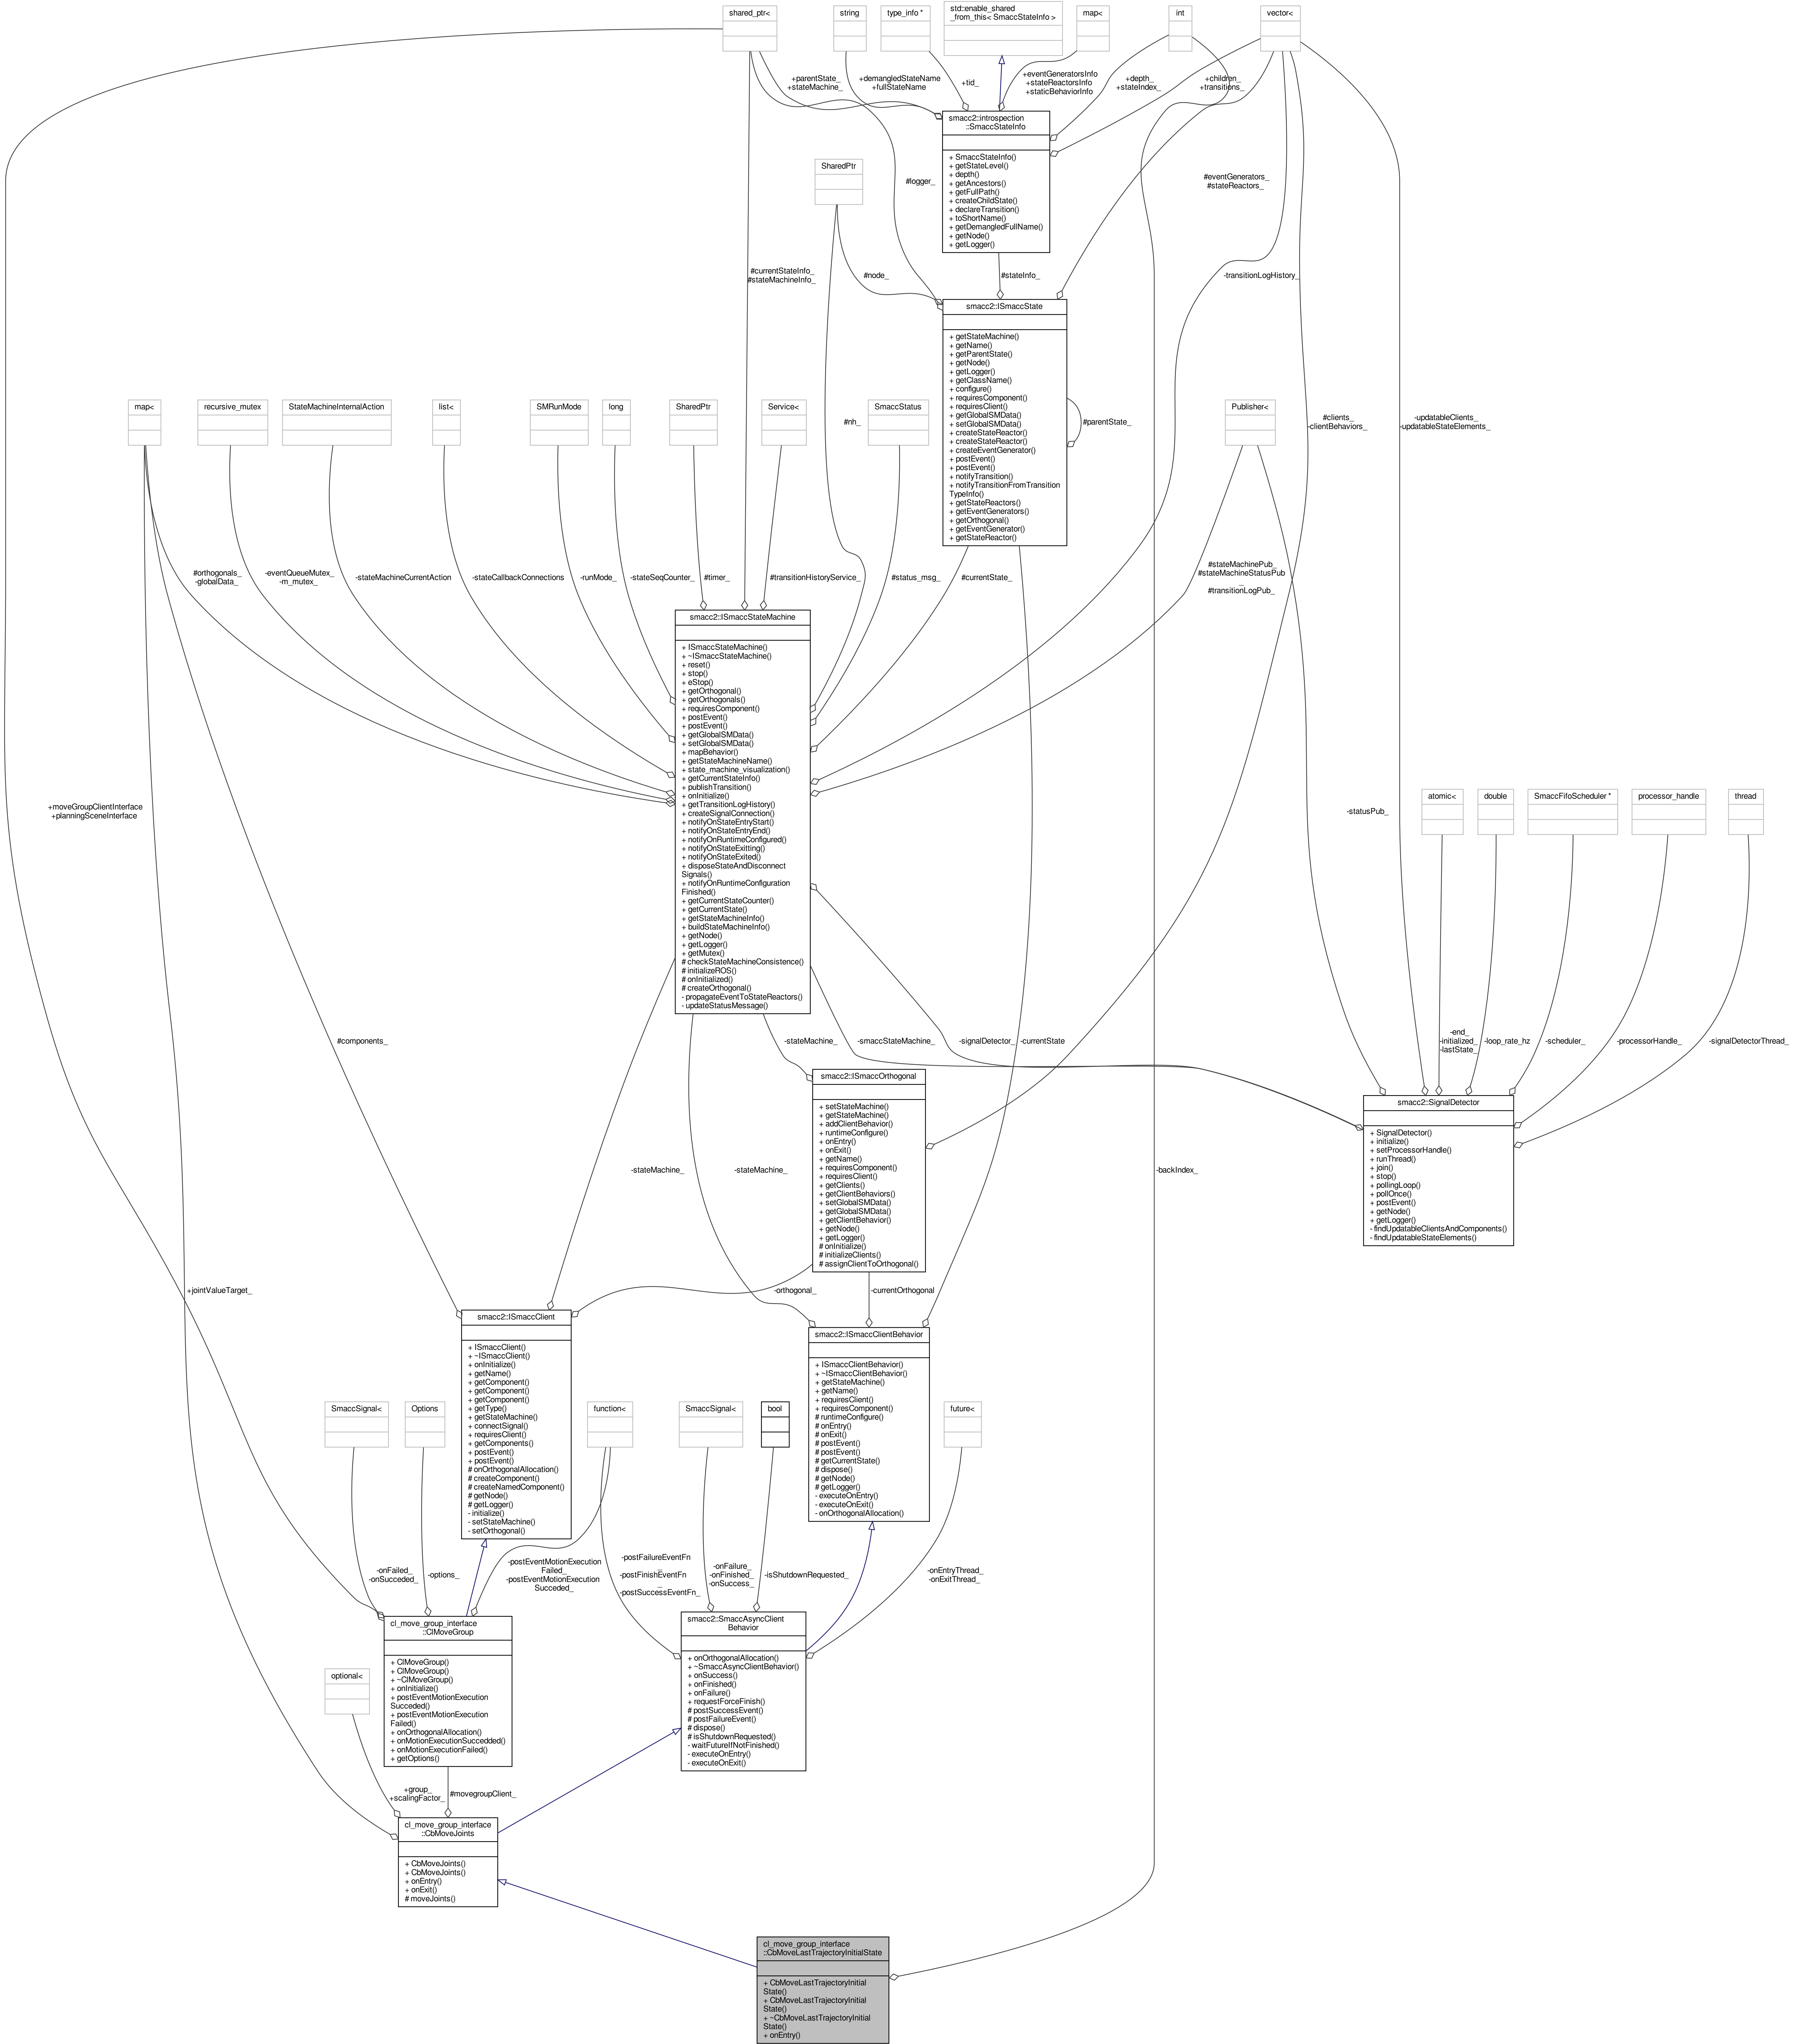 shared_ptr<
string
type_info *
std::enable_shared
_from_this< SmaccStateInfo >
map<
int
vector<
+parentState_
+stateMachine_
+demangledStateName
+fullStateName
+tid_
+eventGeneratorsInfo
+stateReactorsInfo
+staticBehaviorInfo
+depth_
+stateIndex_
+children_
+transitions_
smacc2::introspection
::SmaccStateInfo
+ SmaccStateInfo()
+ getStateLevel()
+ depth()
+ getAncestors()
+ getFullPath()
+ createChildState()
+ declareTransition()
+ toShortName()
+ getDemangledFullName()
+ getNode()
+ getLogger()
SharedPtr
#logger_
#eventGenerators_
#stateReactors_
#currentStateInfo_
#stateMachineInfo_
#node_
#stateInfo_
-transitionLogHistory_
smacc2::ISmaccState
+ getStateMachine()
+ getName()
+ getParentState()
+ getNode()
+ getLogger()
+ getClassName()
+ configure()
+ requiresComponent()
+ requiresClient()
+ getGlobalSMData()
+ setGlobalSMData()
+ createStateReactor()
+ createStateReactor()
+ createEventGenerator()
+ postEvent()
+ postEvent()
+ notifyTransition()
+ notifyTransitionFromTransition
TypeInfo()
+ getStateReactors()
+ getEventGenerators()
+ getOrthogonal()
+ getEventGenerator()
+ getStateReactor()
#parentState_
map<
recursive_mutex
StateMachineInternalAction
list<
SMRunMode
long
SharedPtr
Service<
#nh_
SmaccStatus
Publisher<
#clients_
-clientBehaviors_
-updatableClients_
-updatableStateElements_
#orthogonals_
-globalData_
-eventQueueMutex_
-m_mutex_
-stateMachineCurrentAction
-stateCallbackConnections
-runMode_
-stateSeqCounter_
#timer_
#transitionHistoryService_
#status_msg_
#currentState_
#stateMachinePub_
#stateMachineStatusPub
_
#transitionLogPub_
smacc2::ISmaccStateMachine
+ ISmaccStateMachine()
+ ~ISmaccStateMachine()
+ reset()
+ stop()
+ eStop()
+ getOrthogonal()
+ getOrthogonals()
+ requiresComponent()
+ postEvent()
+ postEvent()
+ getGlobalSMData()
+ setGlobalSMData()
+ mapBehavior()
+ getStateMachineName()
+ state_machine_visualization()
+ getCurrentStateInfo()
+ publishTransition()
+ onInitialize()
+ getTransitionLogHistory()
+ createSignalConnection()
+ notifyOnStateEntryStart()
+ notifyOnStateEntryEnd()
+ notifyOnRuntimeConfigured()
+ notifyOnStateExitting()
+ notifyOnStateExited()
+ disposeStateAndDisconnect
Signals()
+ notifyOnRuntimeConfiguration
Finished()
+ getCurrentStateCounter()
+ getCurrentState()
+ getStateMachineInfo()
+ buildStateMachineInfo()
+ getNode()
+ getLogger()
+ getMutex()
# checkStateMachineConsistence()
# initializeROS()
# onInitialized()
# createOrthogonal()
- propagateEventToStateReactors()
- updateStatusMessage()
+moveGroupClientInterface
+planningSceneInterface
-statusPub_
atomic<
double
SmaccFifoScheduler *
processor_handle
thread
#components_
-stateMachine_
-smaccStateMachine_
-signalDetector_
-currentState
-end_
-initialized_
-lastState_
-loop_rate_hz
-scheduler_
-processorHandle_
-signalDetectorThread_
smacc2::ISmaccOrthogonal
+ setStateMachine()
+ getStateMachine()
+ addClientBehavior()
+ runtimeConfigure()
+ onEntry()
+ onExit()
+ getName()
+ requiresComponent()
+ requiresClient()
+ getClients()
+ getClientBehaviors()
+ setGlobalSMData()
+ getGlobalSMData()
+ getClientBehavior()
+ getNode()
+ getLogger()
# onInitialize()
# initializeClients()
# assignClientToOrthogonal()
smacc2::SignalDetector
+ SignalDetector()
+ initialize()
+ setProcessorHandle()
+ runThread()
+ join()
+ stop()
+ pollingLoop()
+ pollOnce()
+ postEvent()
+ getNode()
+ getLogger()
- findUpdatableClientsAndComponents()
- findUpdatableStateElements()
-stateMachine_
-stateMachine_
-backIndex_
+jointValueTarget_
-orthogonal_
-currentOrthogonal
smacc2::ISmaccClient
+ ISmaccClient()
+ ~ISmaccClient()
+ onInitialize()
+ getName()
+ getComponent()
+ getComponent()
+ getComponent()
+ getType()
+ getStateMachine()
+ connectSignal()
+ requiresClient()
+ getComponents()
+ postEvent()
+ postEvent()
# onOrthogonalAllocation()
# createComponent()
# createNamedComponent()
# getNode()
# getLogger()
- initialize()
- setStateMachine()
- setOrthogonal()
smacc2::ISmaccClientBehavior
+ ISmaccClientBehavior()
+ ~ISmaccClientBehavior()
+ getStateMachine()
+ getName()
+ requiresClient()
+ requiresComponent()
# runtimeConfigure()
# onEntry()
# onExit()
# postEvent()
# postEvent()
# getCurrentState()
# dispose()
# getNode()
# getLogger()
- executeOnEntry()
- executeOnExit()
- onOrthogonalAllocation()
SmaccSignal<
Options
function<
SmaccSignal<
bool
future<
-onFailed_
-onSucceded_
-options_
-postEventMotionExecution
Failed_
-postEventMotionExecution
Succeded_
-postFailureEventFn
_
-postFinishEventFn
_
-postSuccessEventFn_
-onFailure_
-onFinished_
-onSuccess_
-isShutdownRequested_
-onEntryThread_
-onExitThread_
cl_move_group_interface
::ClMoveGroup
+ ClMoveGroup()
+ ClMoveGroup()
+ ~ClMoveGroup()
+ onInitialize()
+ postEventMotionExecution
Succeded()
+ postEventMotionExecution
Failed()
+ onOrthogonalAllocation()
+ onMotionExecutionSuccedded()
+ onMotionExecutionFailed()
+ getOptions()
smacc2::SmaccAsyncClient
Behavior
+ onOrthogonalAllocation()
+ ~SmaccAsyncClientBehavior()
+ onSuccess()
+ onFinished()
+ onFailure()
+ requestForceFinish()
# postSuccessEvent()
# postFailureEvent()
# dispose()
# isShutdownRequested()
- waitFutureIfNotFinished()
- executeOnEntry()
- executeOnExit()
optional<
+group_
+scalingFactor_
#movegroupClient_
cl_move_group_interface
::CbMoveJoints
+ CbMoveJoints()
+ CbMoveJoints()
+ onEntry()
+ onExit()
# moveJoints()
cl_move_group_interface
::CbMoveLastTrajectoryInitialState
+ CbMoveLastTrajectoryInitial
State()
+ CbMoveLastTrajectoryInitial
State()
+ ~CbMoveLastTrajectoryInitial
State()
+ onEntry()